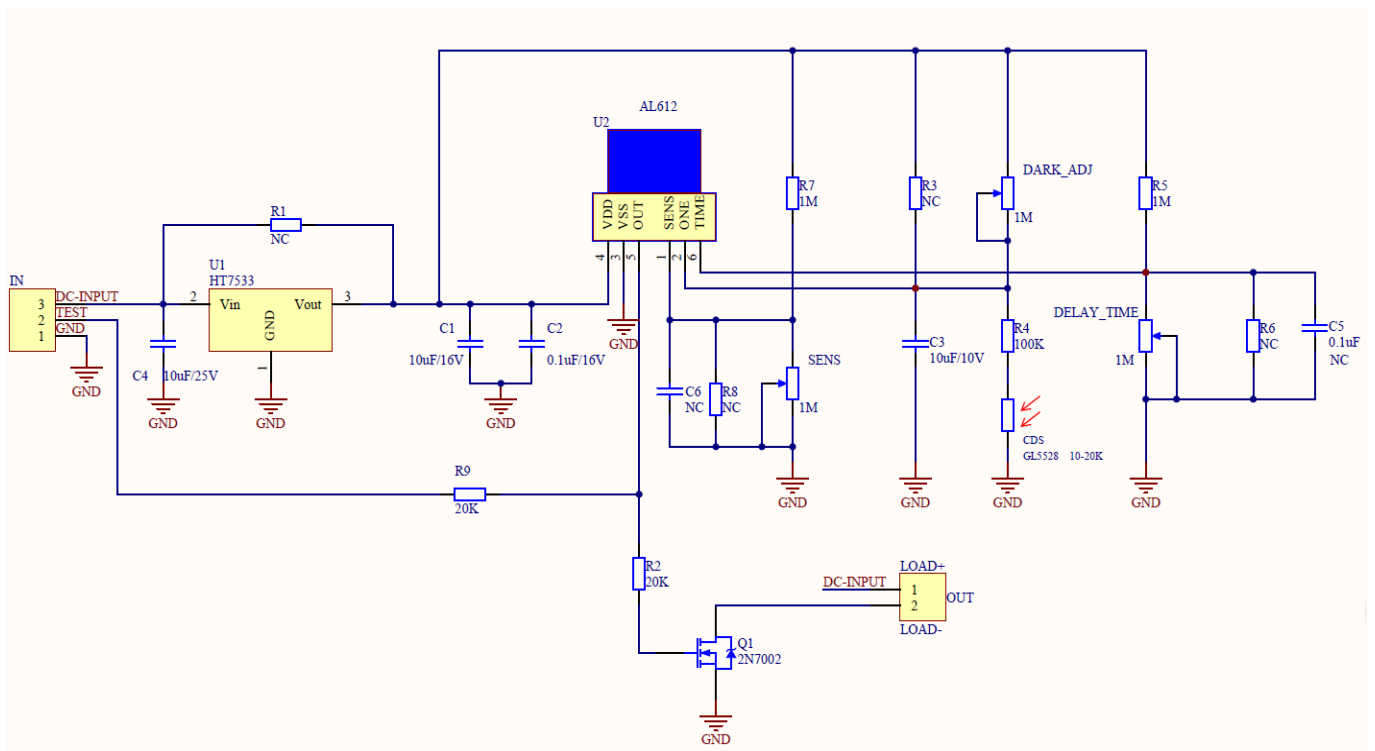 AL612
U2
VDD
VSS
OUT
SENS
ONE
TIME
4
3
5
1
2
6
GND
R1
NC
U1
HT7533
2
Vin
Vout
3
GND
1
GND
IN
3
DC-INPUT
2
TEST
1
GND
GND
C4
10uF/25V
GND
C1
10uF/16V
C2
0.1uF/16V
GND
R7
1M
R3
NC
DARK_ADJ
1M
R5
1M
C6
NC
R8
NC
SENS
1M
GND
C3
10uF/10V
GND
R4
100K
CDS
GL5528 10-20K
GND
DELAY_TIME
1M
GND
R6
NC
C5
0.1uF
NC
R9
20K
R2
20K
Q1
2N7002
GND
LOAD+
DC-INPUT
1
2
OUT
LOAD-